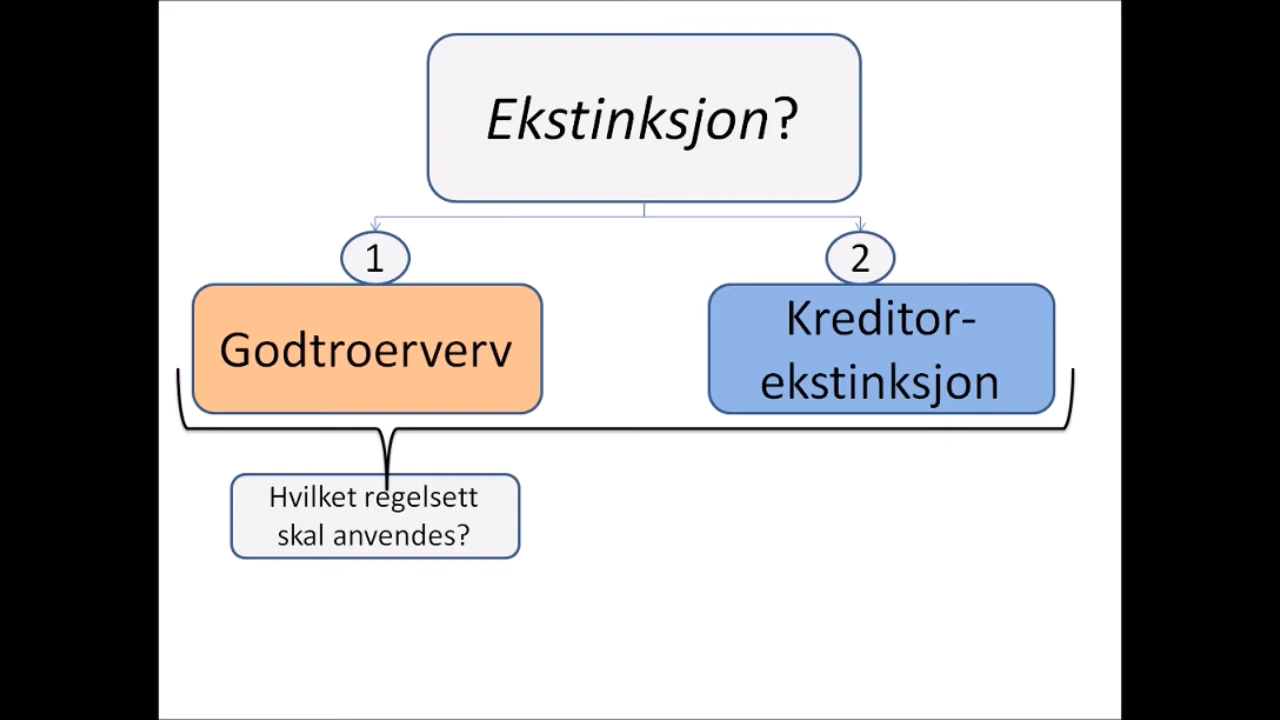 Ekstinksjon?
1
2
Godtroerverv
Kreditor-
ekstinksjon
Hvilket regelsett
skal anvendes?